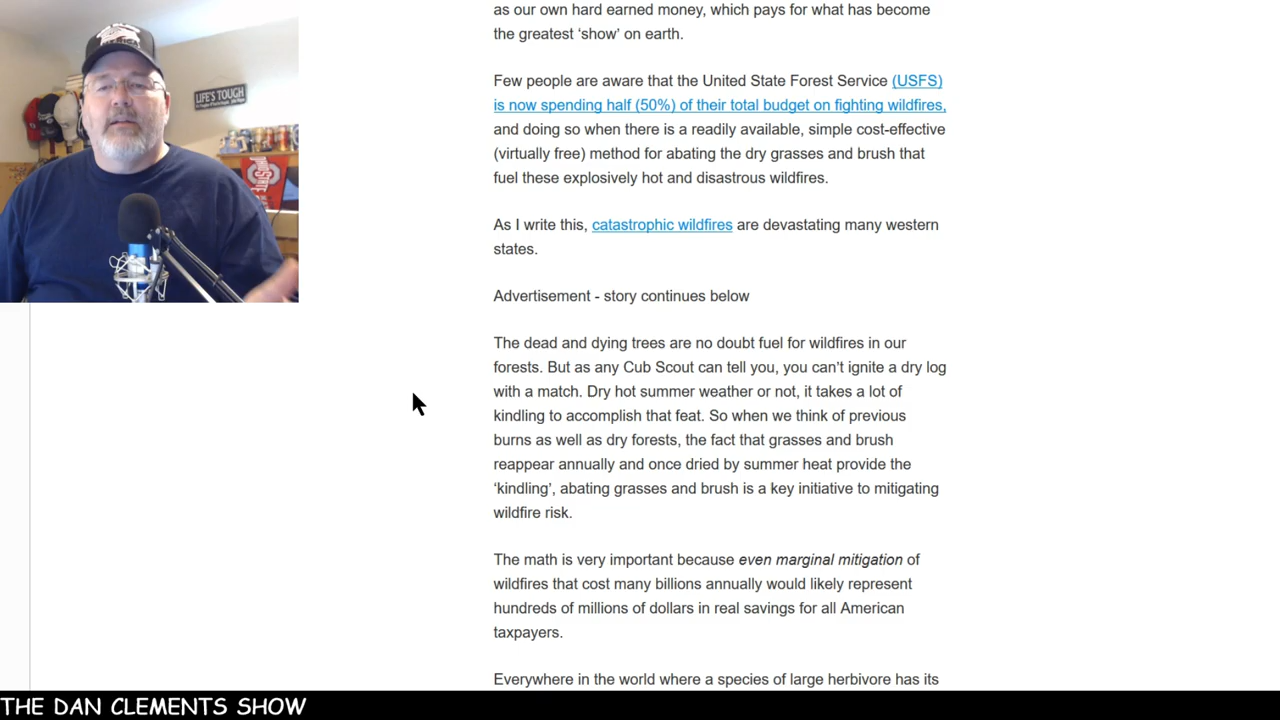 as our own hard earned money, which pays for what has become
the greatest ‘show’ on earth.
Few people are aware that the United State Forest Service (USFS)
is now spending half (50%) of their total budget on fighting wildfires,
and doing so when there is a readily available, simple cost-effective
(virtually free) method for abating the dry grasses and brush that
fuel these explosively hot and disastrous wildfires.
As I write this, catastrophic wildfires are devastating many western
states.
Advertisement - story continues below
The dead and dying trees are no doubt fuel for wildfires in our
forests. But as any Cub Scout can tell you, you can't ignite a dry log
with a match. Dry hot summer weather or not, it takes a lot of
kindling to accomplish that feat. So when we think of previous
burns as well as dry forests, the fact that grasses and brush
reappear annually and once dried by summer heat provide the
‘kindling’, abating grasses and brush is a key initiative to mitigating
wildfire risk.
The math is very important because even marginal mitigation of
wildfires that cost many billions annually would likely represent
hundreds of millions of dollars in real savings for all American
taxpayers.
Everywhere in the world where a species of large herbivore has its
LIFE'S TOUGH
THE DAN CLEMENTS SHOW